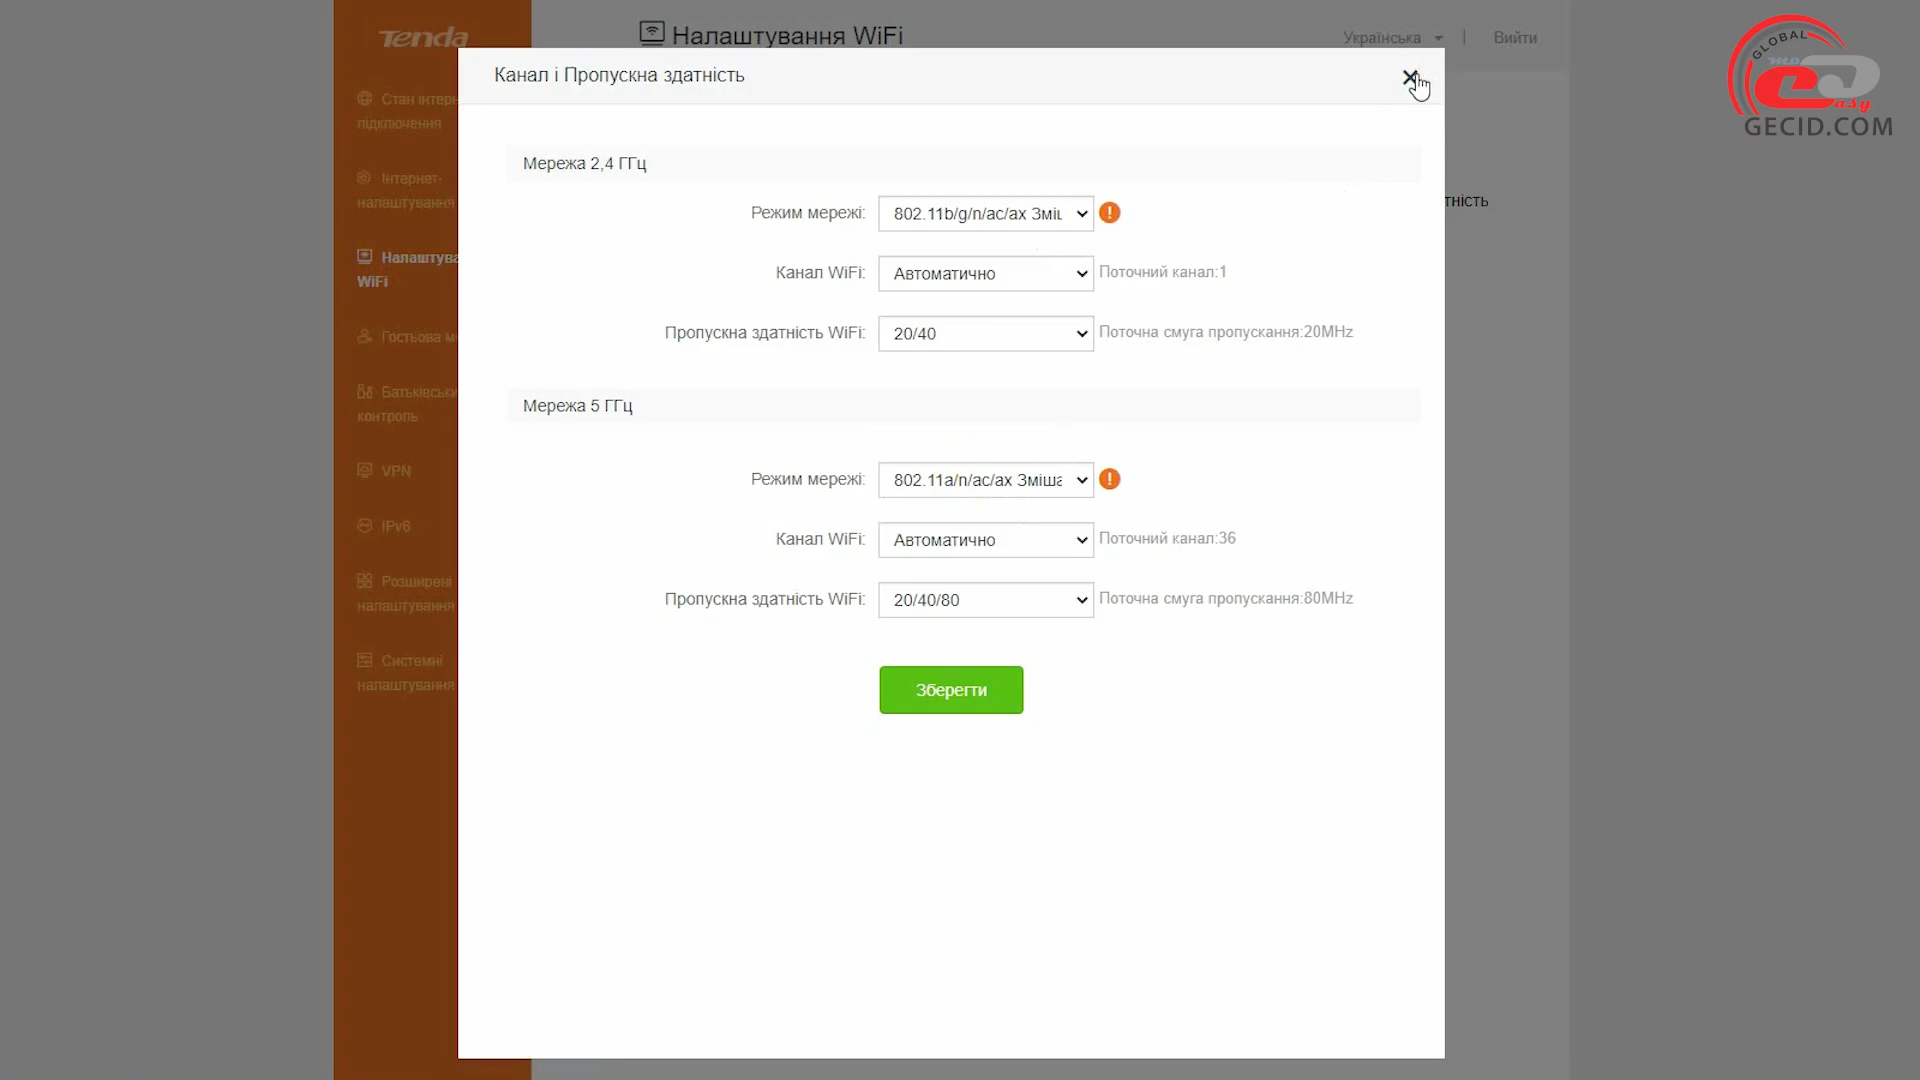 Tenda
Налаштування WiFi
Українська
|
Вийти
GLOBAL
easy
GECID.COM
Канал і Пропускна здатність
Стан інтерн
підключення
Інтернет-
налаштування
Налаштува
WiFi
Гостьова м
Батьківськи
контроль
VPN
IPv6
Розширені
налаштування
Системні
налаштування
тність
Мережа 2,4 ГГц
Режим мережі: 802.11b/g/n/ac/ax Зміц
Канал WiFi: Автоматично Поточний канал:1
Пропускна здатність WiFi: 20/40 Поточна смуга пропускання:20MHz
Мережа 5 ГГц
Режим мережі: 802.11a/n/ac/ax Зміша
Канал WiFi: Автоматично Поточний канал:36
Пропускна здатність WiFi: 20/40/80 Поточна смуга пропускання:80MHz
Зберегти